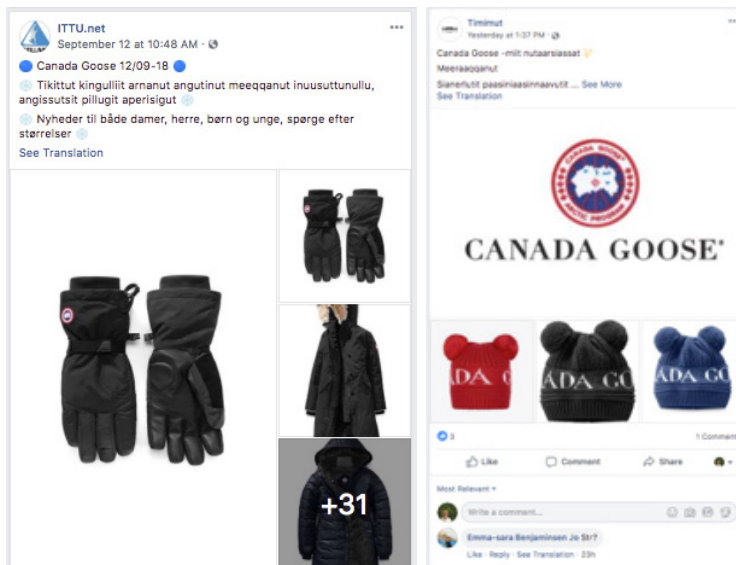 ITTU.net
September 12 at 10:48 AM ·
Canada Goose 12/09-18
Tikittut kingulliit arnanut angutinut meeqqanut inuusuttunullu,
angissutsit pillugit aperisigut
Nyheder til både damer, herre, børn og unge, spørge efter
størrelser
See Translation
+31
Timimut
Yesterday at 1:37 PM ·
Canada Goose -miit nutaarsiassat
Meeraaqqanut
Sianerlutit paasiniaasinnaavutit ... See More
See Translation
CANADA GOOSE
ARCTIC PROGRAM
CANADA GOOSE®
ADA G
ADA GO
ADA GO
3
1 Comment
Like
Comment
Share
Most Relevant
Write a comment...
Emma-sara Benjaminsen Jo Str?
Like · Reply · See Translation · 23h